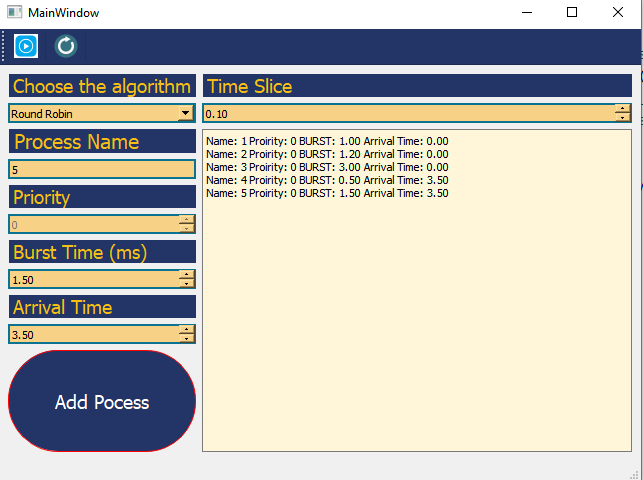 MainWindow
Choose the algorithm
Round Robin
Process Name
5
Priority
0
Burst Time (ms)
1.50
Arrival Time
3.50
Add Pocess
Time Slice
0.10
Name: 1 Proirity: 0 BURST: 1.00 Arrival Time: 0.00
Name: 2 Proirity: 0 BURST: 1.20 Arrival Time: 0.00
Name: 3 Proirity: 0 BURST: 3.00 Arrival Time: 0.00
Name: 4 Proirity: 0 BURST: 0.50 Arrival Time: 3.50
Name: 5 Proirity: 0 BURST: 1.50 Arrival Time: 3.50